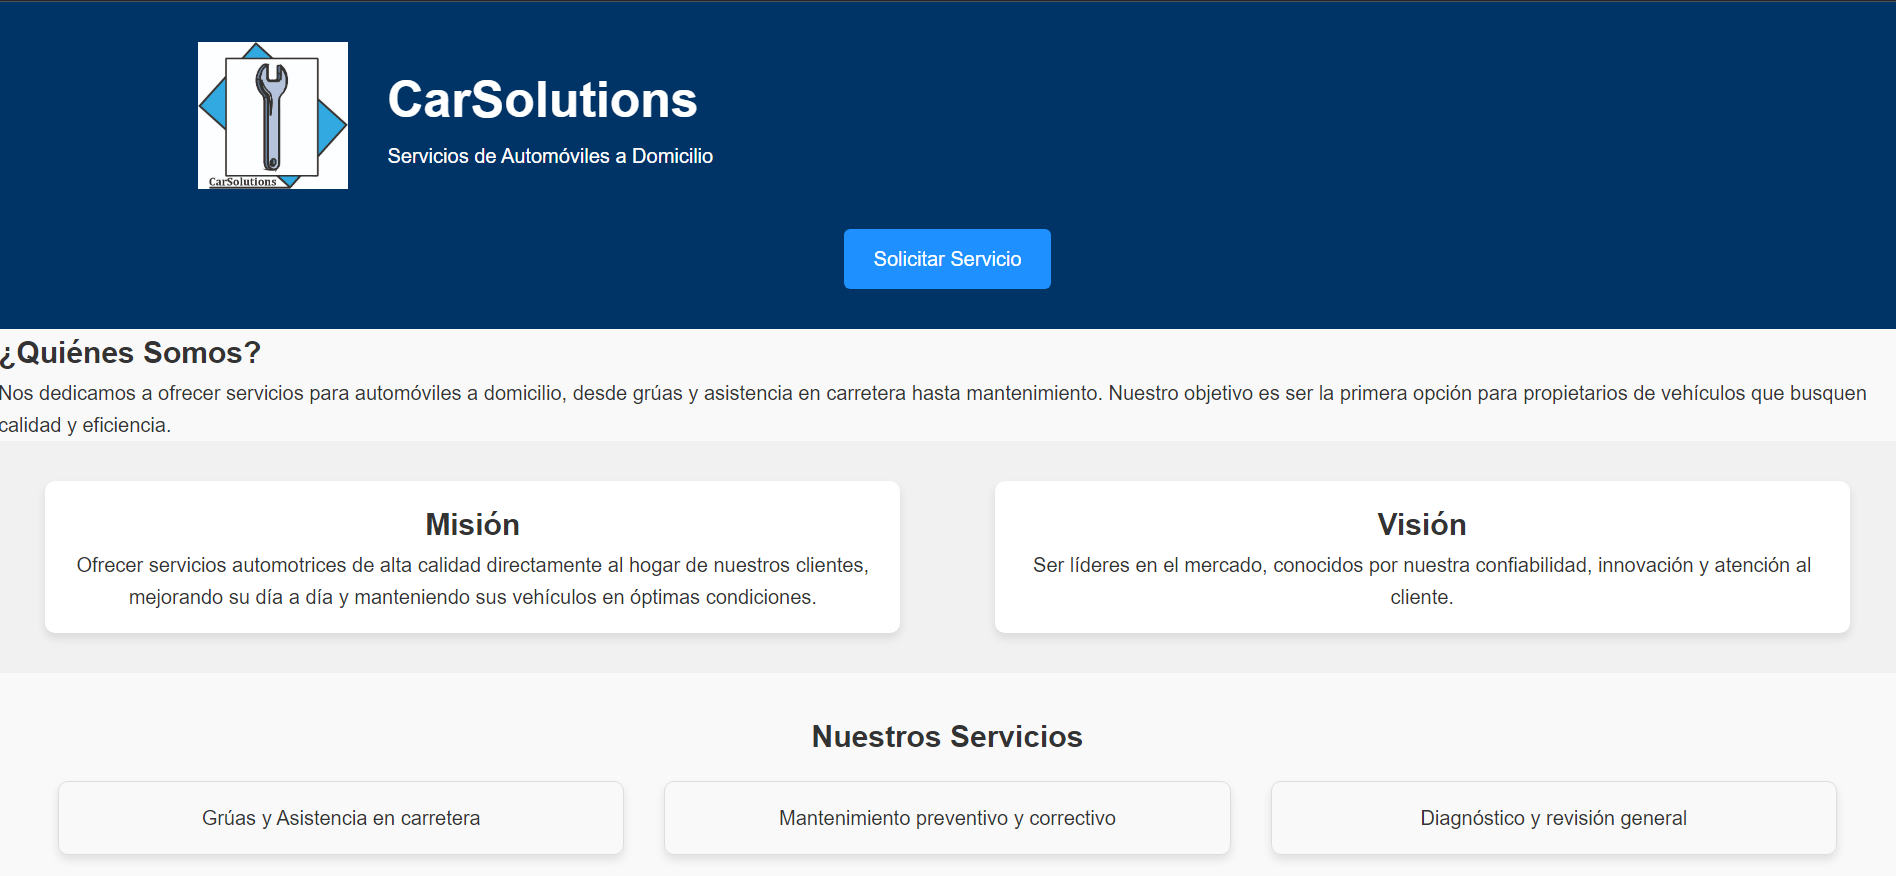 CarSolutions
CarSolutions
Servicios de Automóviles a Domicilio
Solicitar Servicio
¿Quiénes Somos?
Nos dedicamos a ofrecer servicios para automóviles a domicilio, desde grúas y asistencia en carretera hasta mantenimiento. Nuestro objetivo es ser la primera opción para propietarios de vehículos que busquen
calidad y eficiencia.
Misión
Ofrecer servicios automotrices de alta calidad directamente al hogar de nuestros clientes,
mejorando su día a día y manteniendo sus vehículos en óptimas condiciones.
Visión
Ser líderes en el mercado, conocidos por nuestra confiabilidad, innovación y atención al
cliente.
Nuestros Servicios
Grúas y Asistencia en carretera
Mantenimiento preventivo y correctivo
Diagnóstico y revisión general